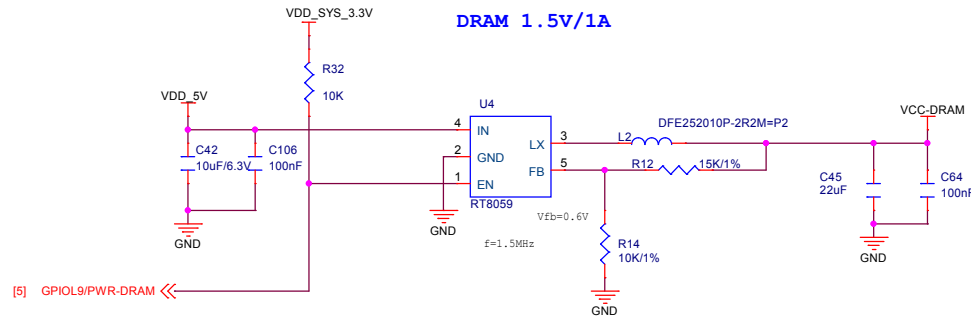 DRAM 1.5V/1A
VDD_SYS_3.3V
R32
10K
VDD_5V
U4
VCC-DRAM
DFE252010P-2R2M=P2
4
IN
LX
3
L2
C42
10uF/6.3V
C106
100nF
2
GND
FB
5
R12
15K/1%
1
EN
RT8059
C45
22uF
C64
100nF
Vfb=0.6V
f=1.5MHz
R14
10K/1%
GND
GND
GND
GND
[5]
GPIOL9/PWR-DRAM